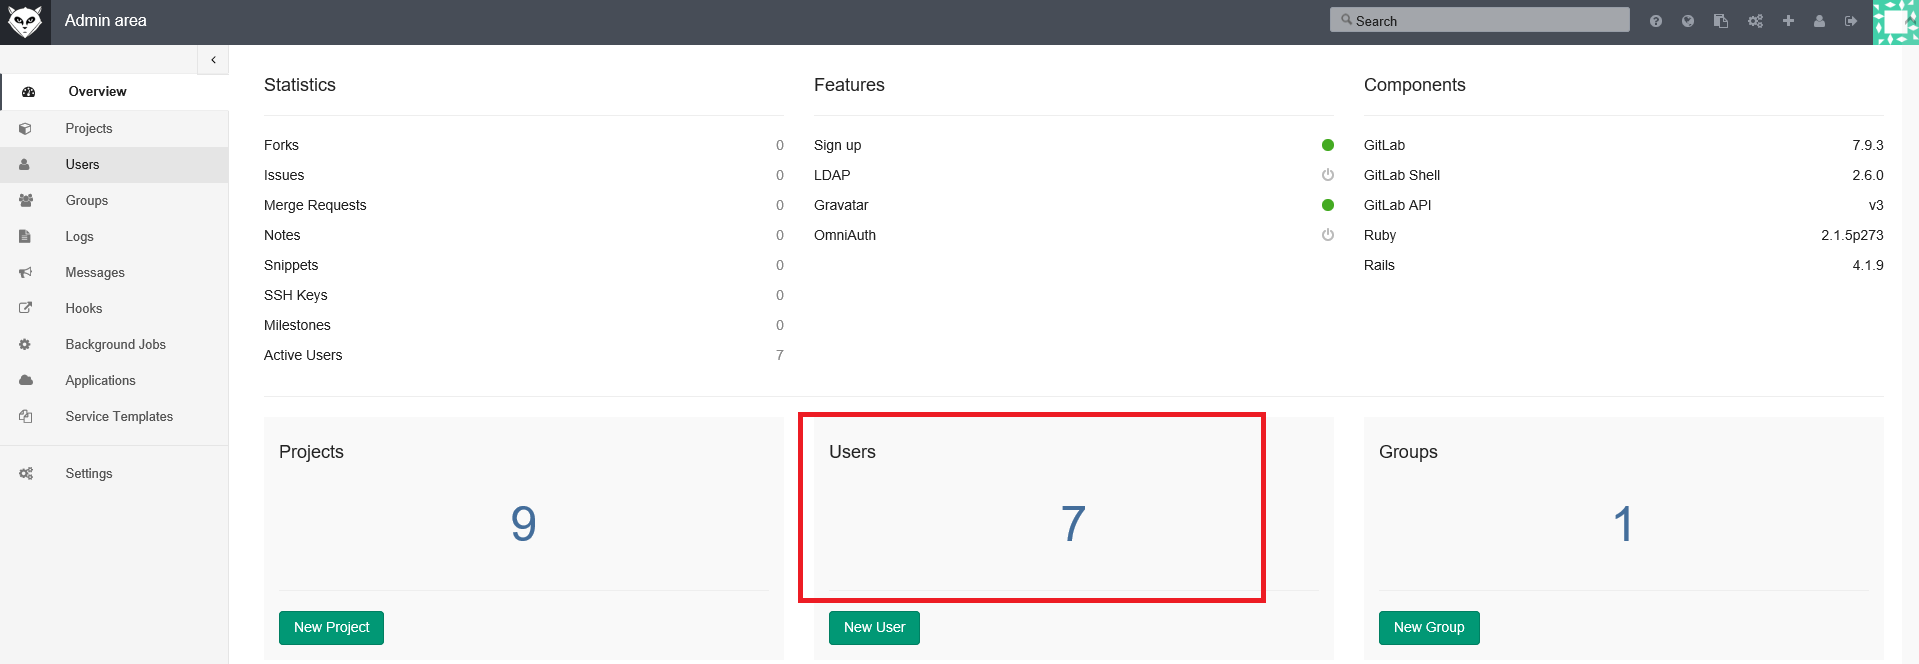 Admin area
Search
Overview
Projects
Users
Groups
Logs
Messages
Hooks
Background Jobs
Applications
Service Templates
Settings
Statistics
Forks 0
Issues 0
Merge Requests 0
Notes 0
Snippets 0
SSH Keys 0
Milestones 0
Active Users 7
Features
Sign up
LDAP
Gravatar
OmniAuth
Components
GitLab 7.9.3
GitLab Shell 2.6.0
GitLab API v3
Ruby 2.1.5p273
Rails 4.1.9
Projects
9
New Project
Users
7
New User
Groups
1
New Group